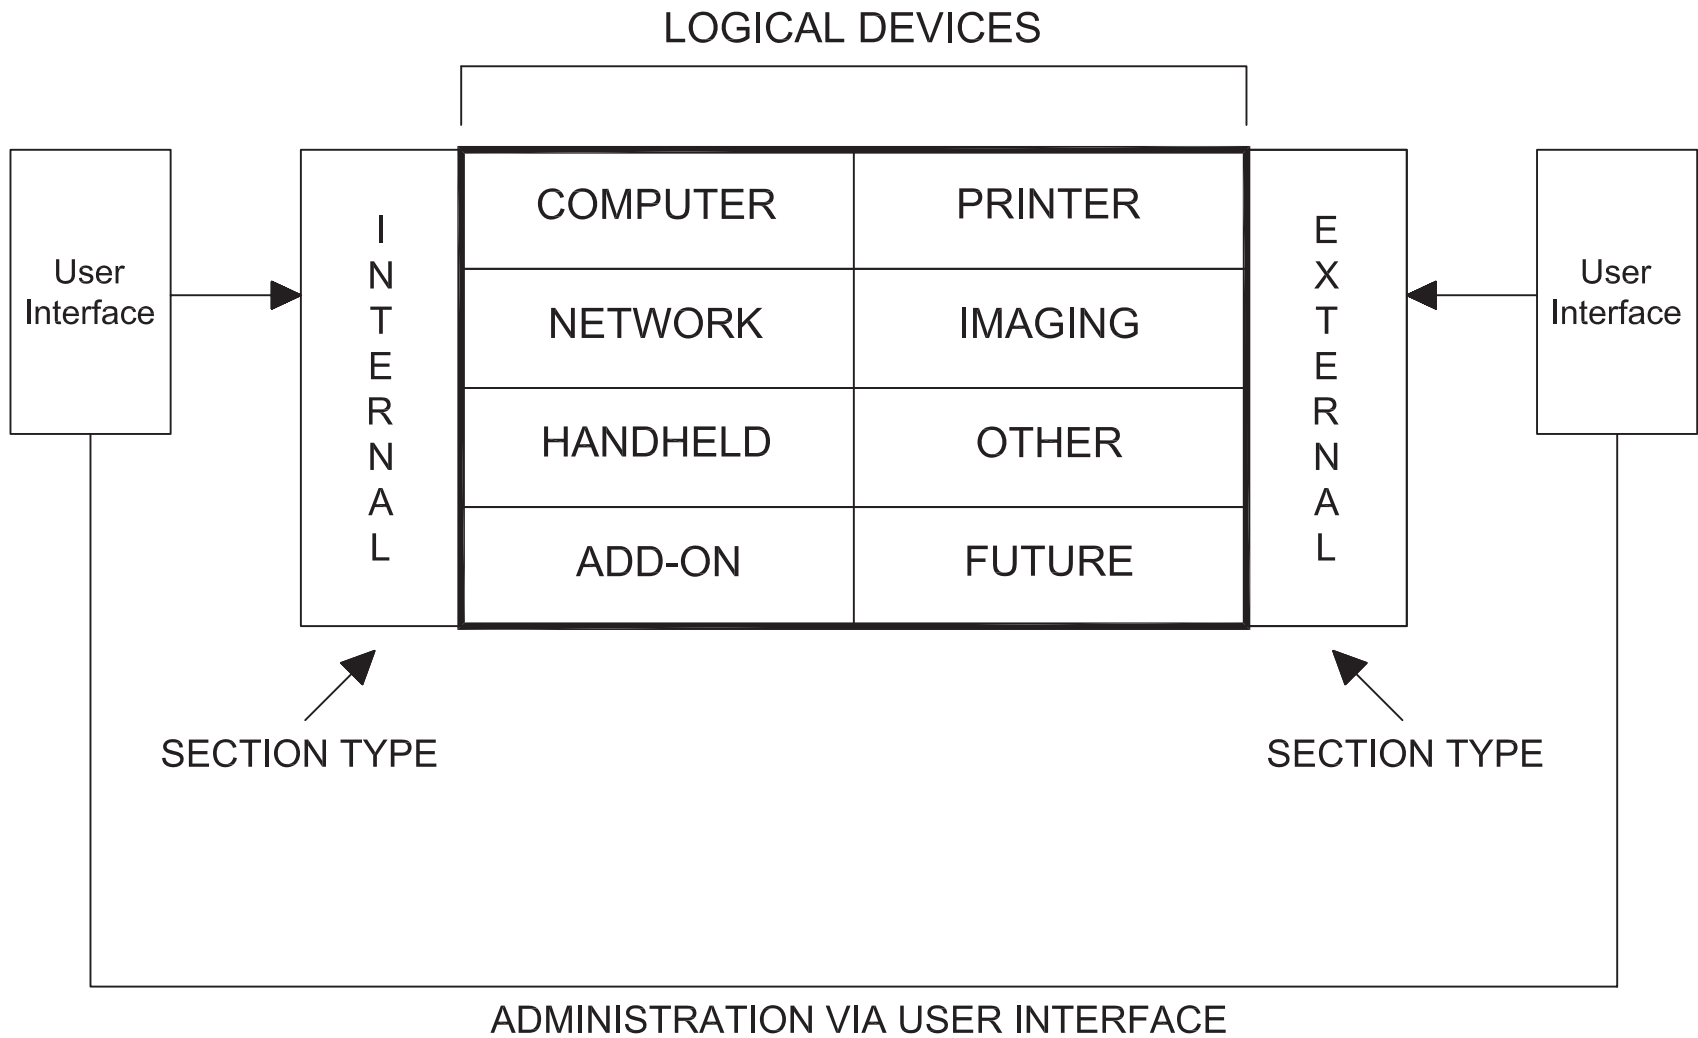 LOGICAL DEVICES
User
Interface
INTERNAL
COMPUTER
PRINTER
NETWORK
IMAGING
HANDHELD
OTHER
ADD-ON
FUTURE
EXTERNAL
User
Interface
SECTION TYPE
SECTION TYPE
ADMINISTRATION VIA USER INTERFACE